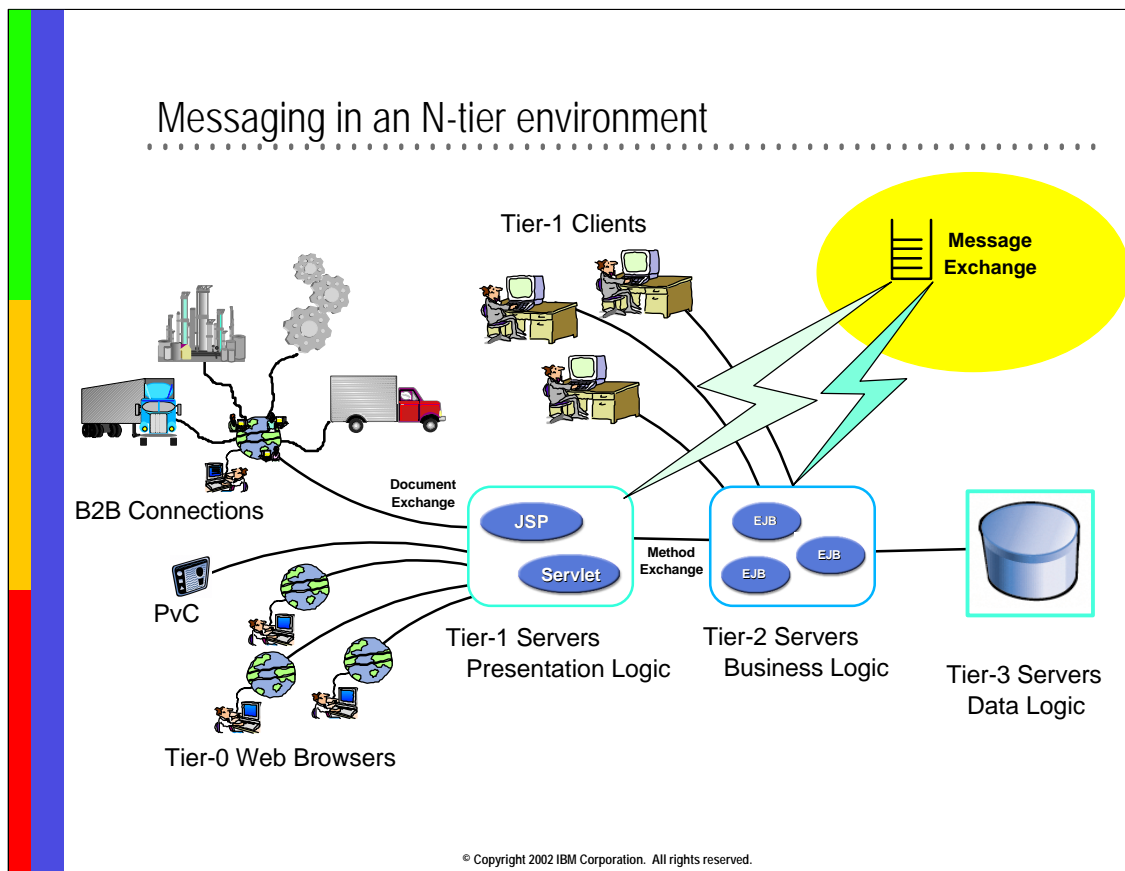 Messaging in an N-tier environment
Tier-1 Clients
Message
Exchange
B2B Connections
Document
Exchange
JSP
Servlet
Method
Exchange
EJB
EJB
EJB
PvC
Tier-1 Servers
Presentation Logic
Tier-2 Servers
Business Logic
Tier-3 Servers
Data Logic
Tier-0 Web Browsers
© Copyright 2002 IBM Corporation. All rights reserved.